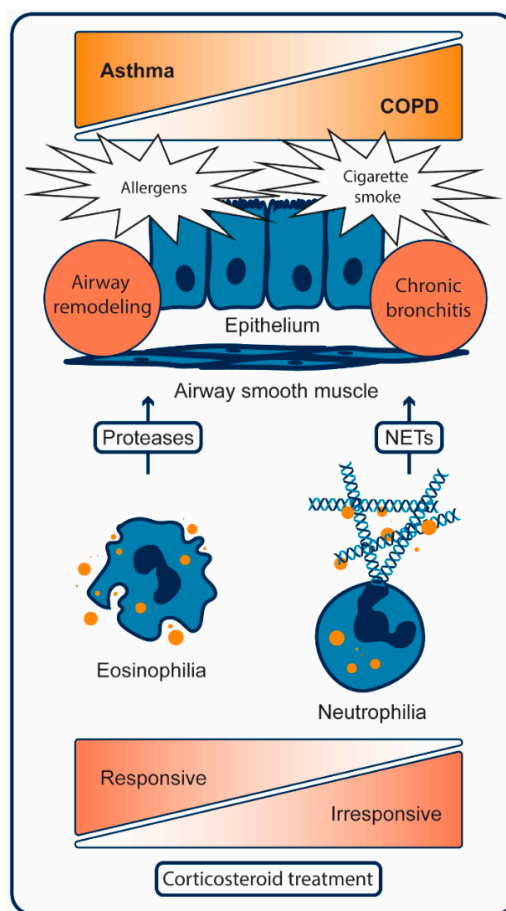 Asthma
COPD
Allergens
Cigarette
smoke
Airway
remodeling
Chronic
bronchitis
Epithelium
Airway smooth muscle
Proteases
NETs
Eosinophilia
Neutrophilia
Responsive
Irresponsive
Corticosteroid treatment